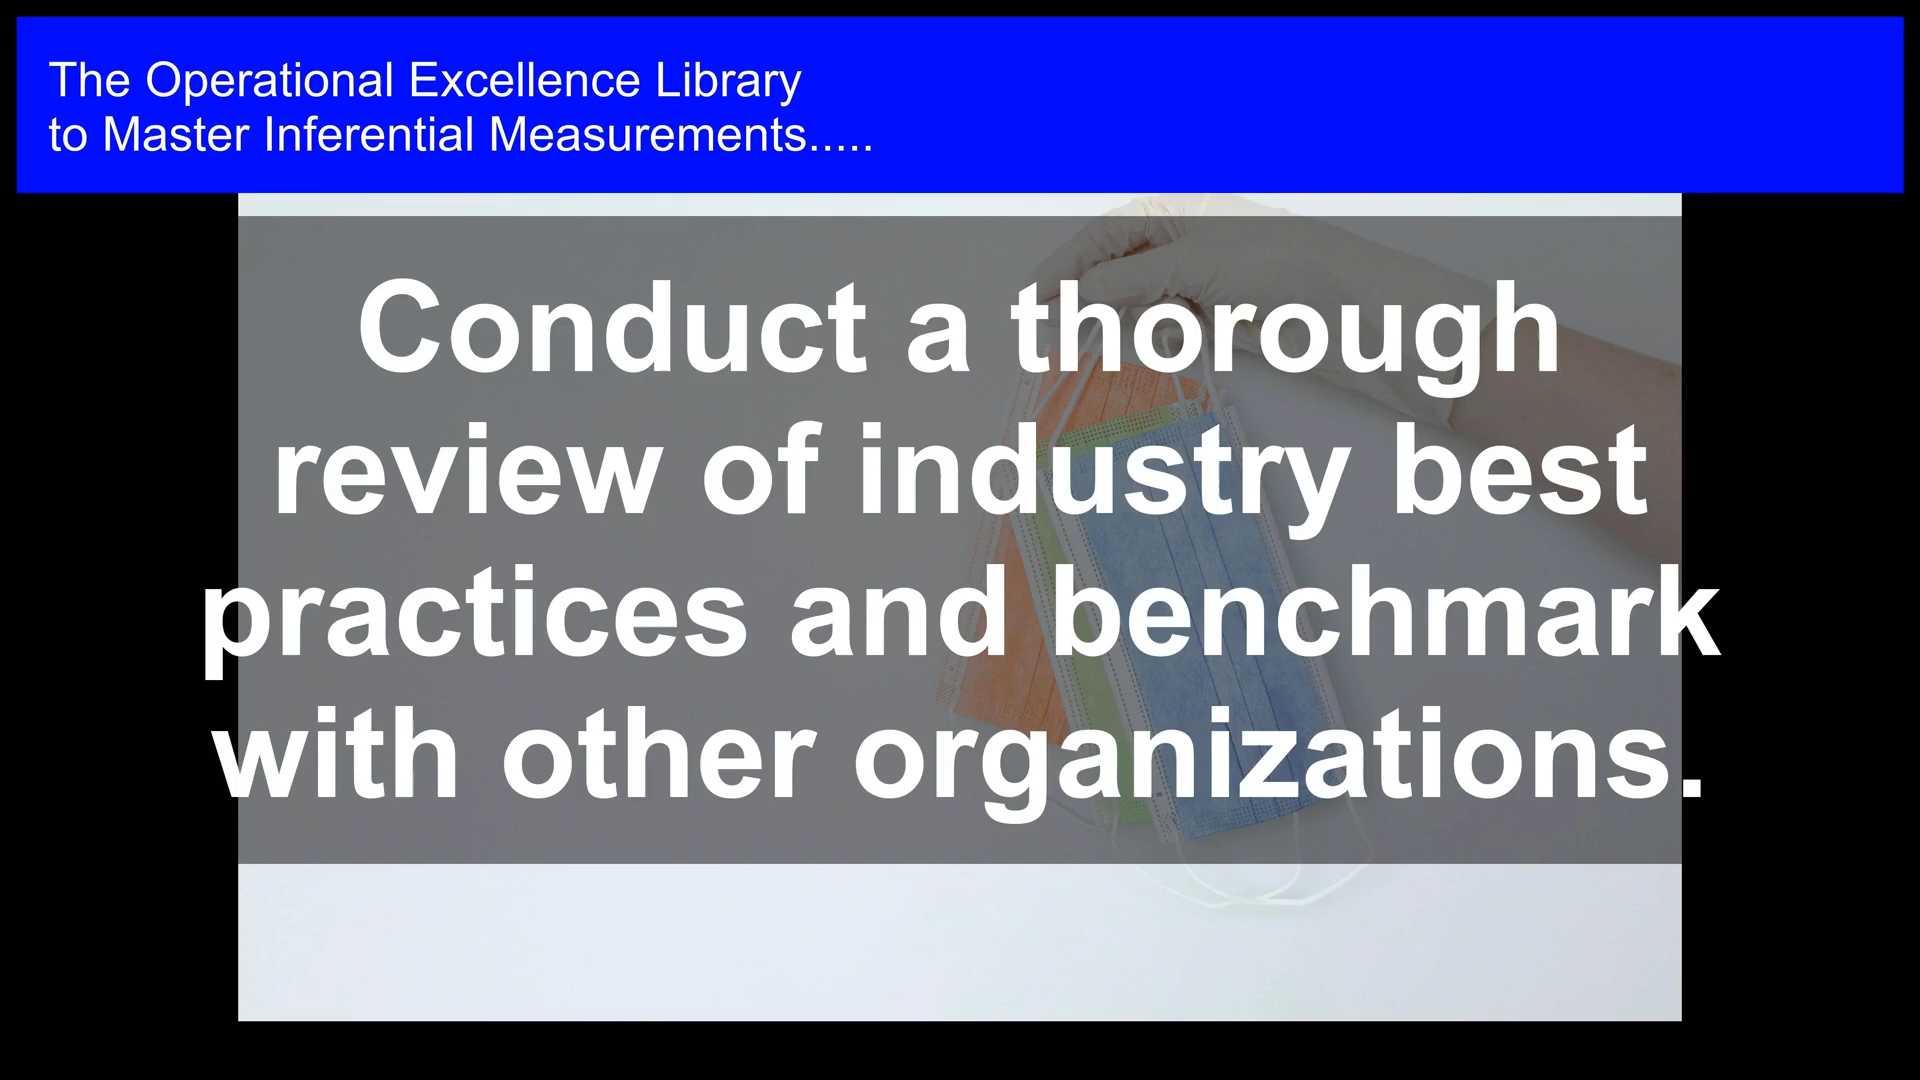 The Operational Excellence Library
to Master Inferential Measurements.....
Conduct a thorough
review of industry best
practices and benchmark
with other organizations.